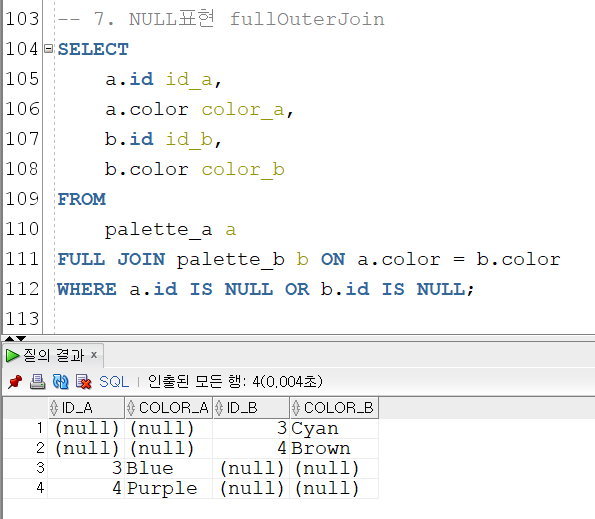 103 -- 7. NULL표현 fullOuterJoin
104 SELECT
105 a.id id_a,
106 a.color color_a,
107 b.id id_b,
108 b.color color_b
109 FROM
110 palette_a a
111 FULL JOIN palette_b b ON a.color = b.color
112 WHERE a.id IS NULL OR b.id IS NULL;
113
질의 결과 x
SQL | 인출된 모든 행: 4(0,004초)
ID_A COLOR_A ID_B COLOR_B
1 (null) (null) 3 Cyan
2 (null) (null) 4 Brown
3 3 Blue (null) (null)
4 4 Purple (null) (null)